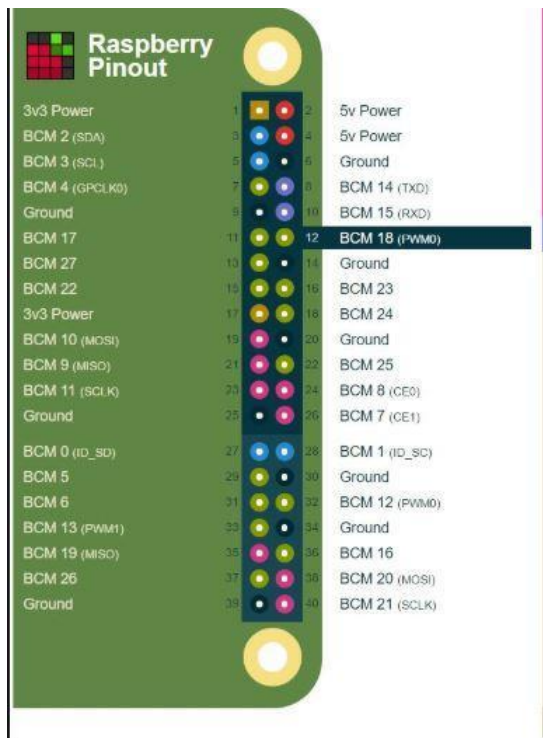 Raspberry
Pinout
3v3 Power 1 2 5v Power
BCM 2 (SDA) 3 4 5v Power
BCM 3 (SCL) 5 6 Ground
BCM 4 (GPCLK0) 7 8 BCM 14 (TXD)
Ground 9 10 BCM 15 (RXD)
BCM 17 11 12 BCM 18 (PWM0)
BCM 27 13 14 Ground
BCM 22 15 16 BCM 23
3v3 Power 17 18 BCM 24
BCM 10 (MOSI) 19 20 Ground
BCM 9 (MISO) 21 22 BCM 25
BCM 11 (SCLK) 23 24 BCM 8 (CE0)
Ground 25 26 BCM 7 (CE1)
BCM 0 (ID_SD) 27 28 BCM 1 (ID_SC)
BCM 5 29 30 Ground
BCM 6 31 32 BCM 12 (PWM0)
BCM 13 (PWM1) 33 34 Ground
BCM 19 (MISO) 35 36 BCM 16
BCM 26 37 38 BCM 20 (MOSI)
Ground 39 40 BCM 21 (SCLK)